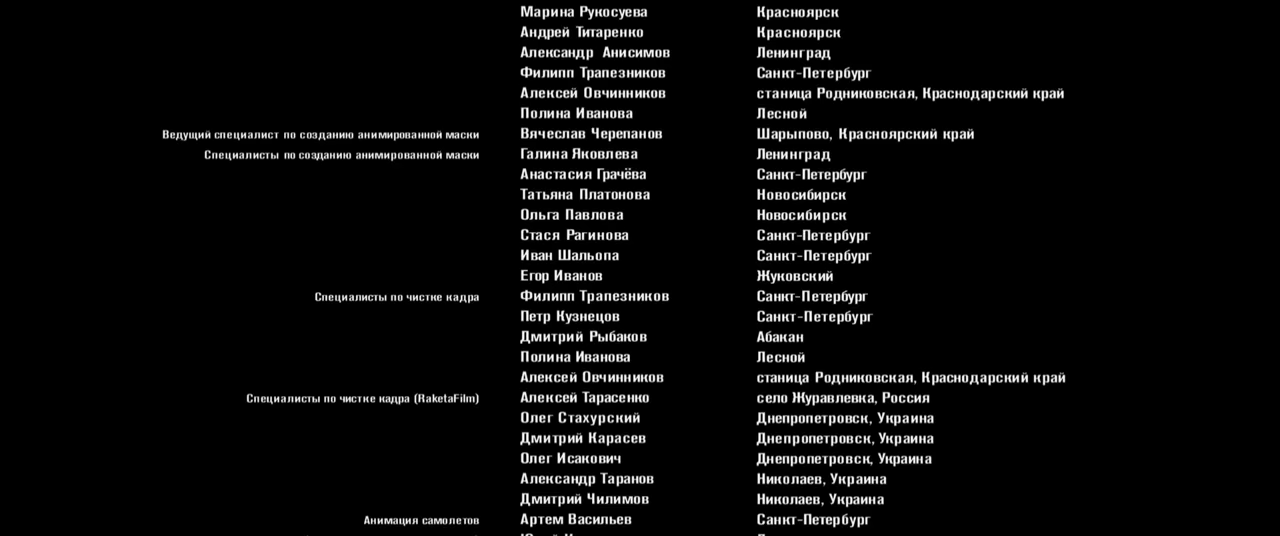 Марина Рукосуева Красноярск
Андрей Титаренко Красноярск
Александр Анисимов Ленинград
Филипп Трапезников Санкт-Петербург
Алексей Овчинников станица Родниковская, Краснодарский край
Полина Иванова Лесной
Ведущий специалист по созданию анимированной маски Вячеслав Черепанов Шарыпово, Красноярский край
Специалисты по созданию анимированной маски Галина Яковлева Ленинград
Анастасия Грачёва Санкт-Петербург
Татьяна Платонова Новосибирск
Ольга Павлова Новосибирск
Стася Рагинова Санкт-Петербург
Иван Шальопа Санкт-Петербург
Егор Иванов Жуковский
Специалисты по чистке кадра Филипп Трапезников Санкт-Петербург
Петр Кузнецов Санкт-Петербург
Дмитрий Рыбаков Абакан
Полина Иванова Лесной
Алексей Овчинников станица Родниковская, Краснодарский край
Специалисты по чистке кадра (RaketaFilm) Алексей Тарасенко село Журавлевка, Россия
Олег Стахурский Днепропетровск, Украина
Дмитрий Карасев Днепропетровск, Украина
Олег Исакович Днепропетровск, Украина
Александр Таранов Николаев, Украина
Дмитрий Чилимов Николаев, Украина
Анимация самолетов Артем Васильев Санкт-Петербург